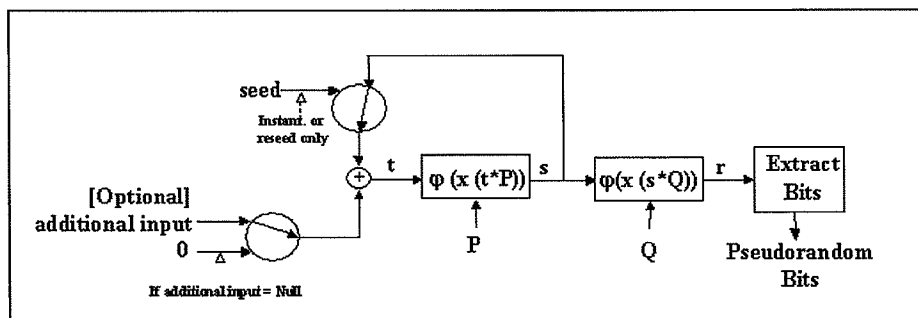 seed
Instant. or
reseed only
[Optional]
additional input
0
If additional input = Null
+
t
φ (x (t*P))
s
φ(x (s*Q))
r
Extract
Bits
P
Q
Pseudorandom
Bits